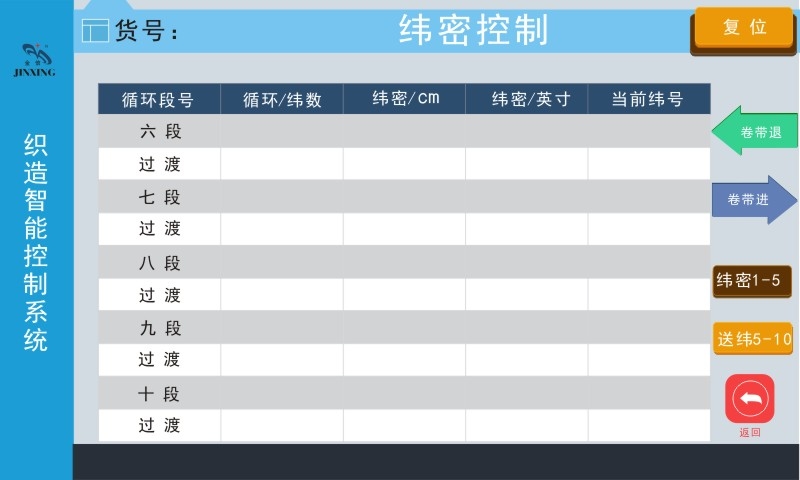 货号：
纬密控制
复位
JINXING
织造智能控制系统
循环段号 循环/纬数 纬密/cm 纬密/英寸 当前纬号
六段
过渡
七段
过渡
八段
过渡
九段
过渡
十段
过渡
卷带退
卷带进
纬密1-5
送纬5-10
返回